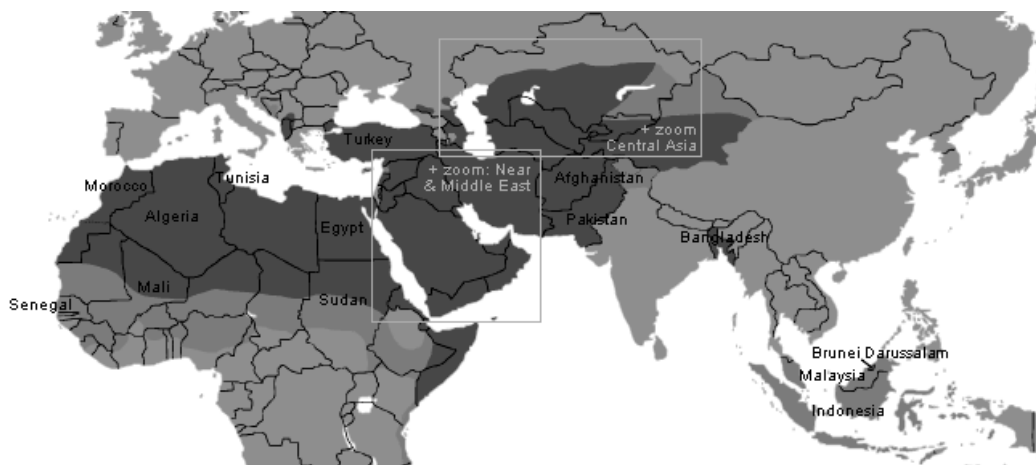 + zoom
Central Asia
Turkey
+ zoom: Near
& Middle East
Afghanistan
Morocco
Tunisia
Algeria
Egypt
Pakistan
Bangladesh
Mali
Sudan
Senegal
Brunei Darussalam
Malaysia
Indonesia